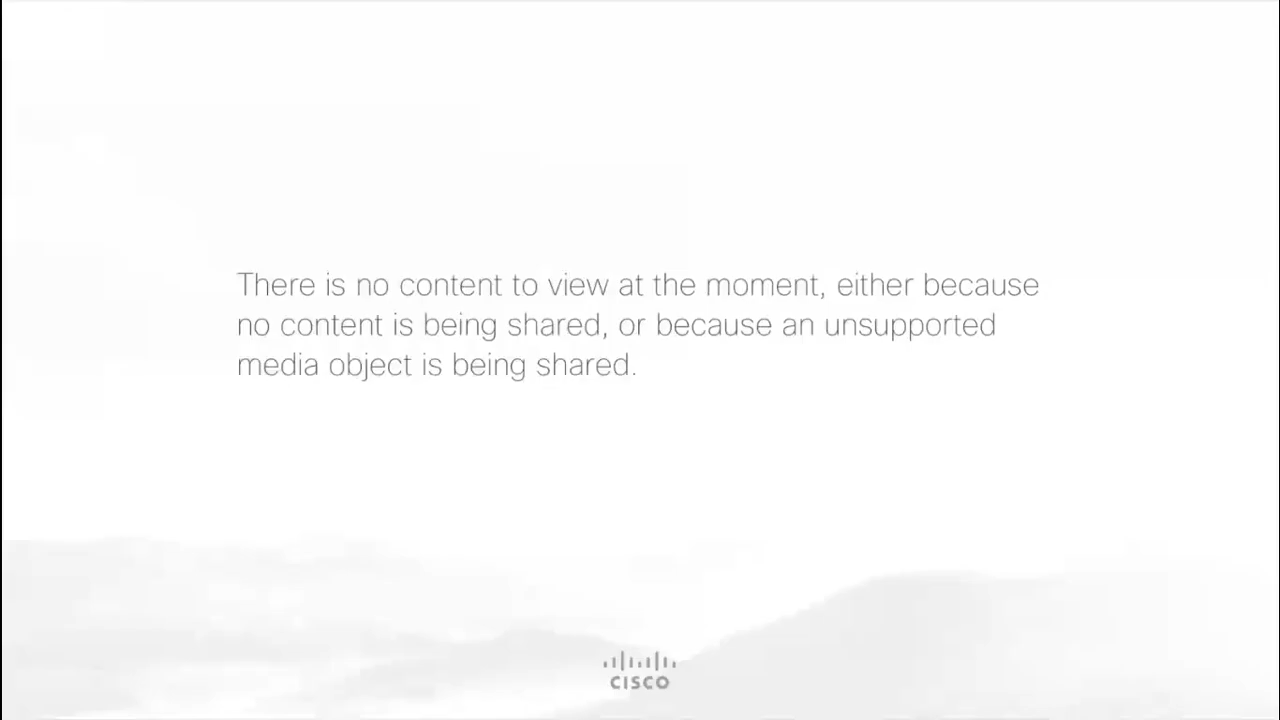 There is no content to view at the moment, either because
no content is being shared, or because an unsupported
media object is being shared.
CISCO